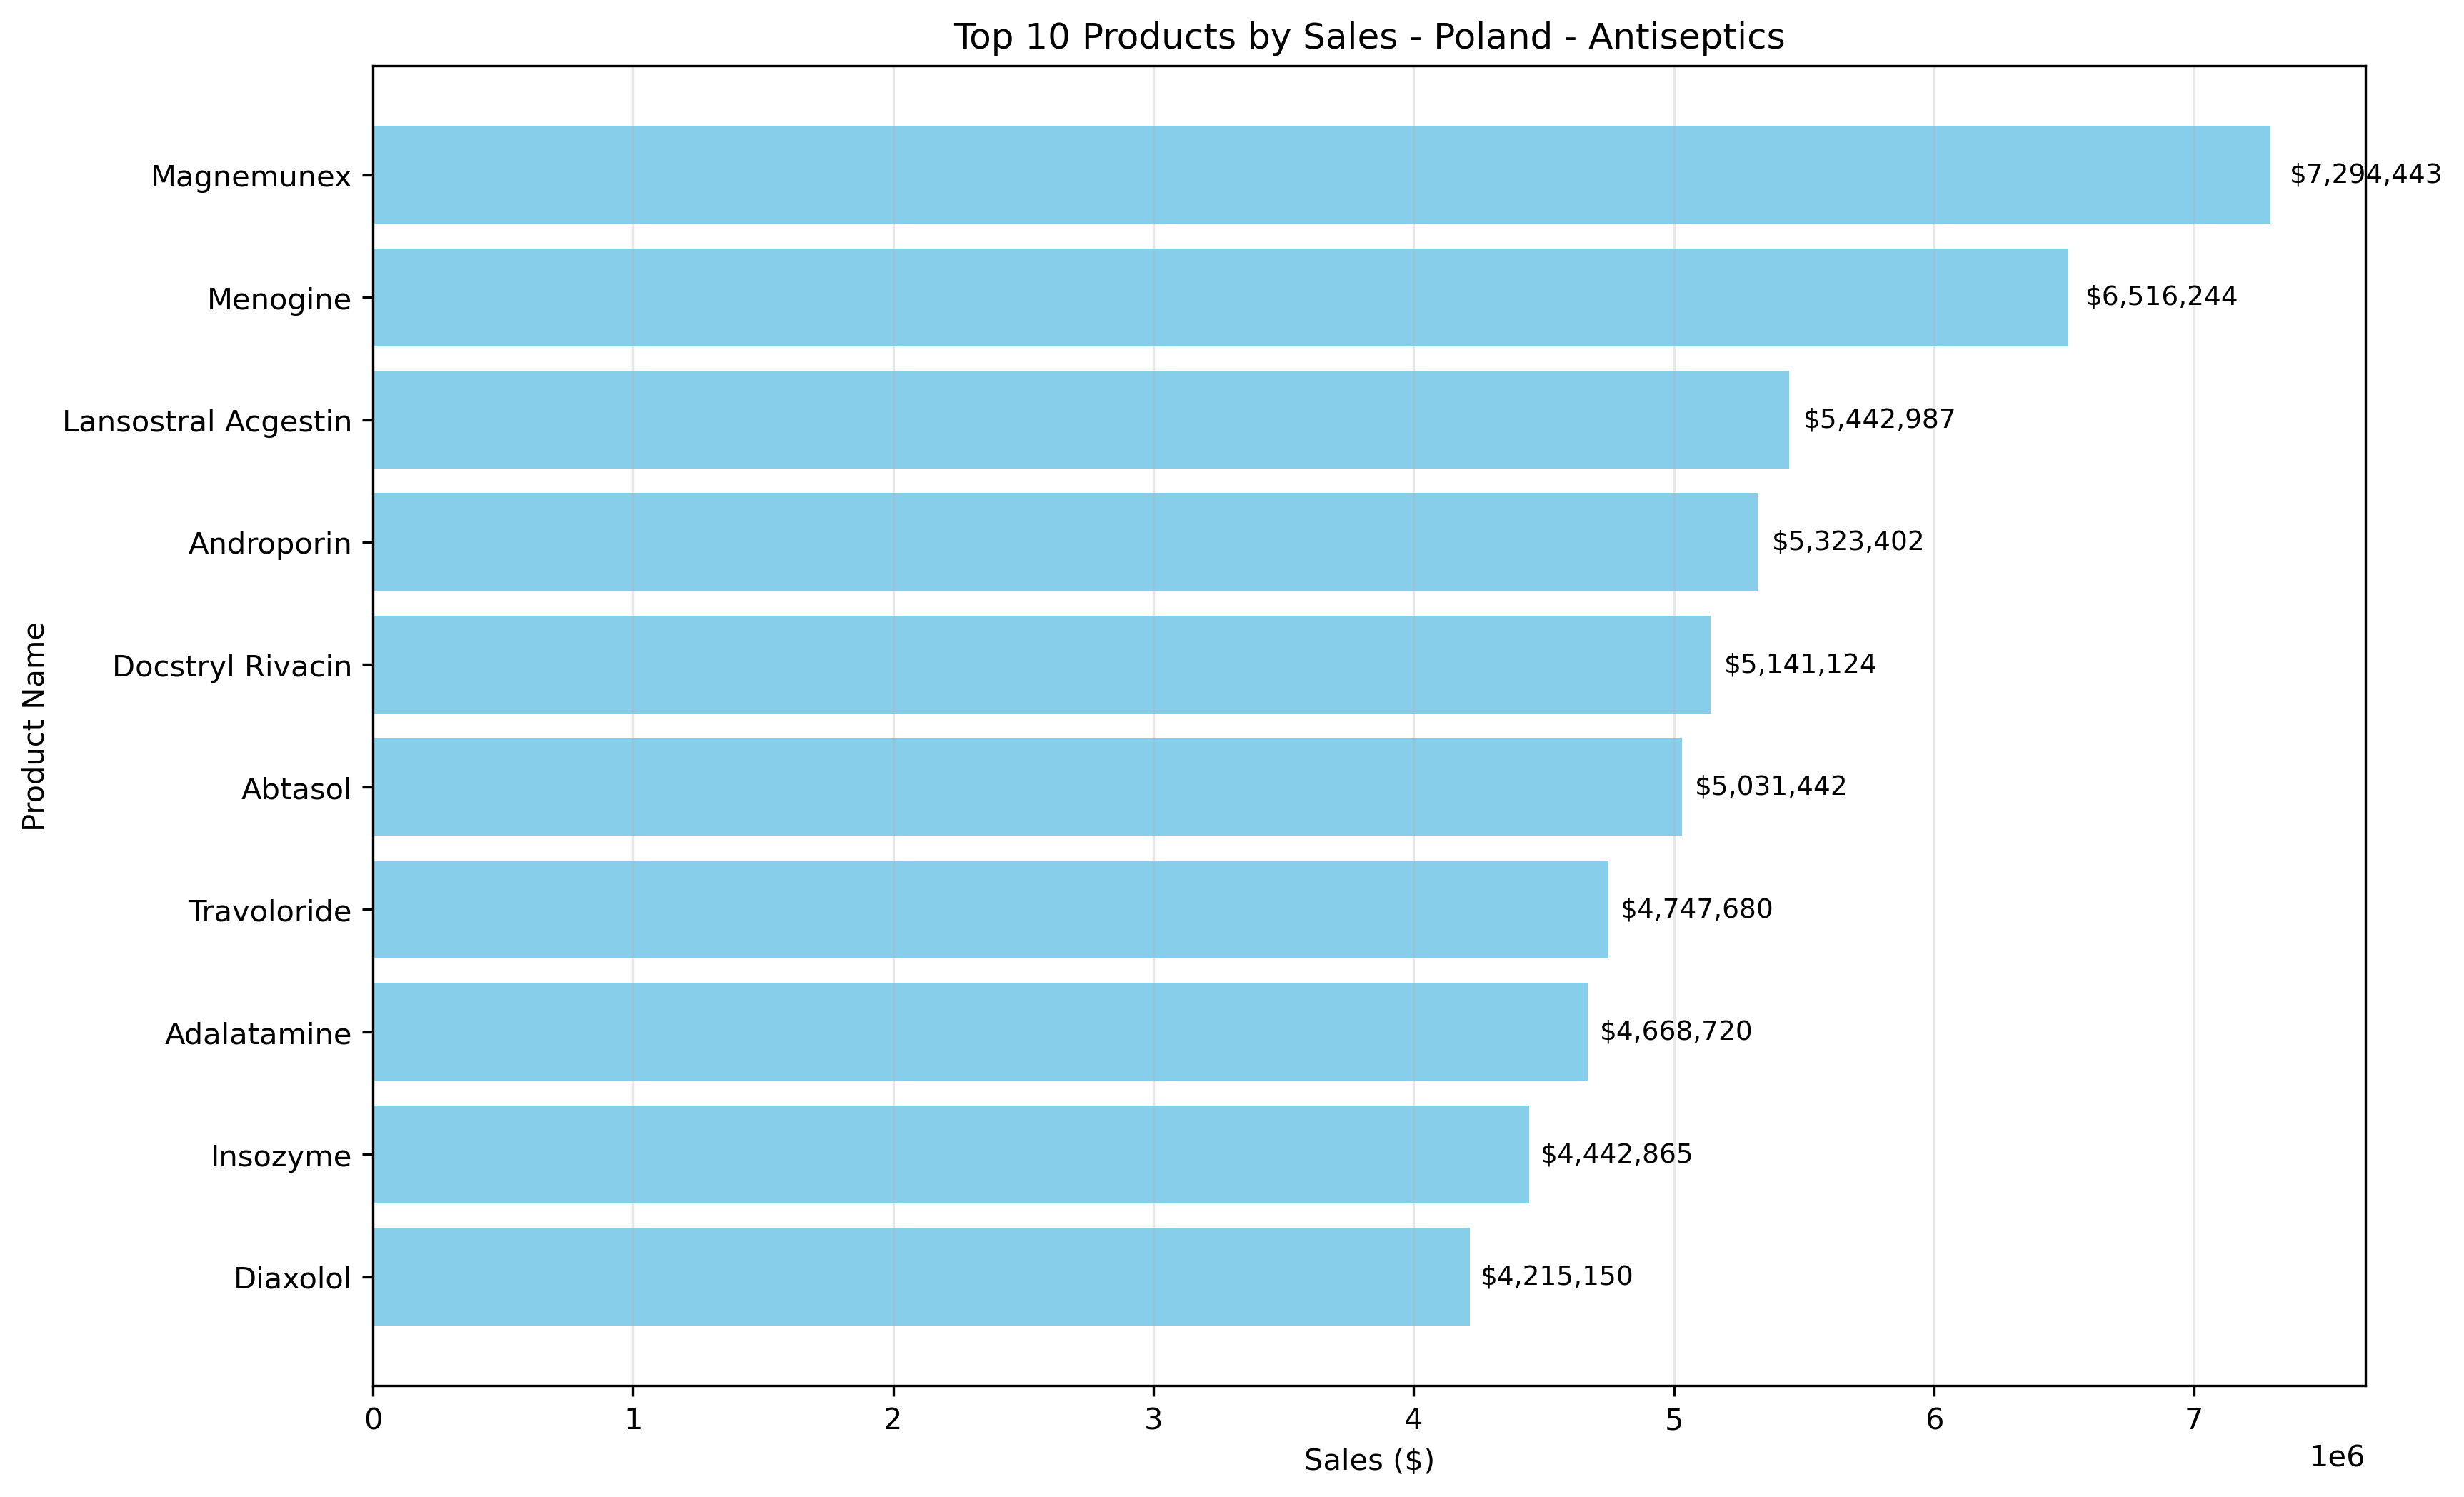 Top 10 Products by Sales - Poland - Antiseptics
Product Name
Magnemunex $7,294,443
Menogine $6,516,244
Lansostral Acgestin $5,442,987
Androporin $5,323,402
Docstryl Rivacin $5,141,124
Abtasol $5,031,442
Travoloride $4,747,680
Adalatamine $4,668,720
Insozyme $4,442,865
Diaxolol $4,215,150
0 1 2 3 4 5 6 7
1e6
Sales ($)